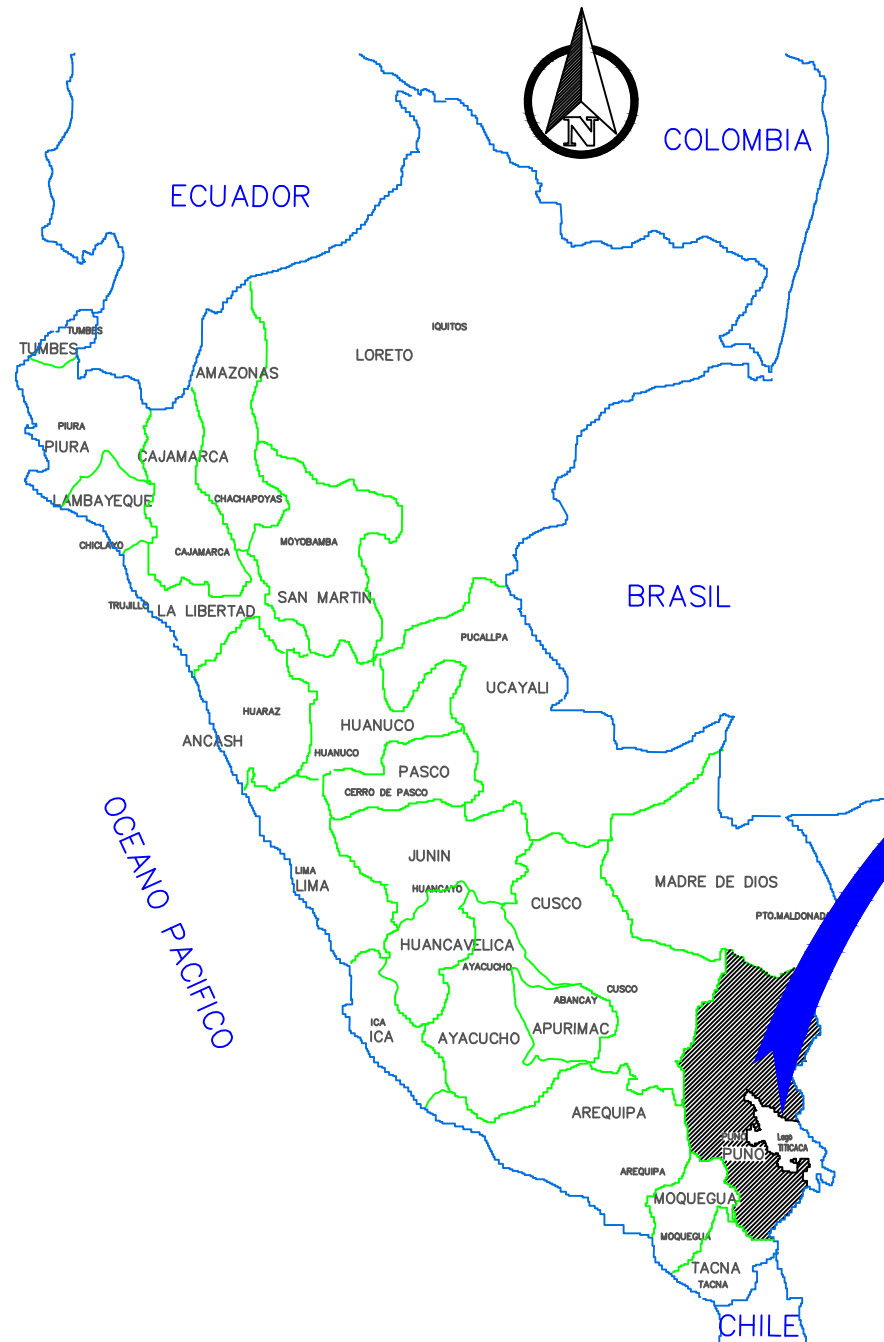 N
COLOMBIA
ECUADOR
TUMBES
TUMBES
IQUITOS
LORETO
AMAZONAS
PIURA
PIURA
CAJAMARCA
LAMBAYEQUE
CHACHAPOYAS
CHICLAYO
CAJAMARCA
MOYOBAMBA
TRUJILLO
LA LIBERTAD
SAN MARTIN
BRASIL
PUCALLPA
UCAYALI
HUARAZ
ANCASH
HUANUCO
HUANUCO
PASCO
CERRO DE PASCO
OCEANO PACIFICO
JUNIN
LIMA
LIMA
HUANCAYO
CUSCO
MADRE DE DIOS
PTO.MALDONADO
HUANCAVELICA
AYACUCHO
CUSCO
ABANCAY
ICA
ICA
AYACUCHO
APURIMAC
AREQUIPA
PUNO
PUNO
Lago
TITICACA
AREQUIPA
MOQUEGUA
MOQUEGUA
TACNA
TACNA
CHILE